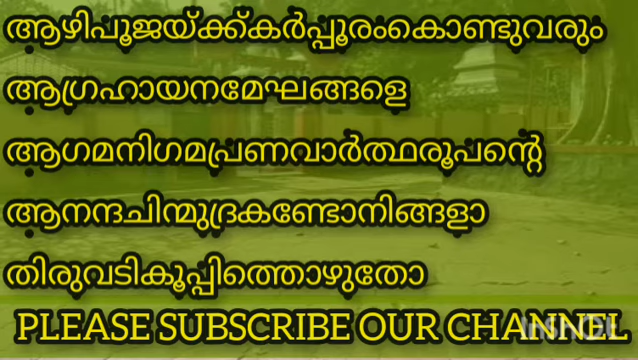 ആഴിപൂജയ്ക്ക്കർപ്പൂരംകൊണ്ടുവരും
ആഗ്രഹായനമേഘങ്ങളെ
ആഗമനിഗമപ്രണവാർത്ഥരൂപന്റെ
ആനന്ദചിന്മുദ്രകണ്ടോനിങ്ങളാ
തിരുവടികൂപ്പിത്തൊഴുതോ
PLEASE SUBSCRIBE OUR CHANNEL